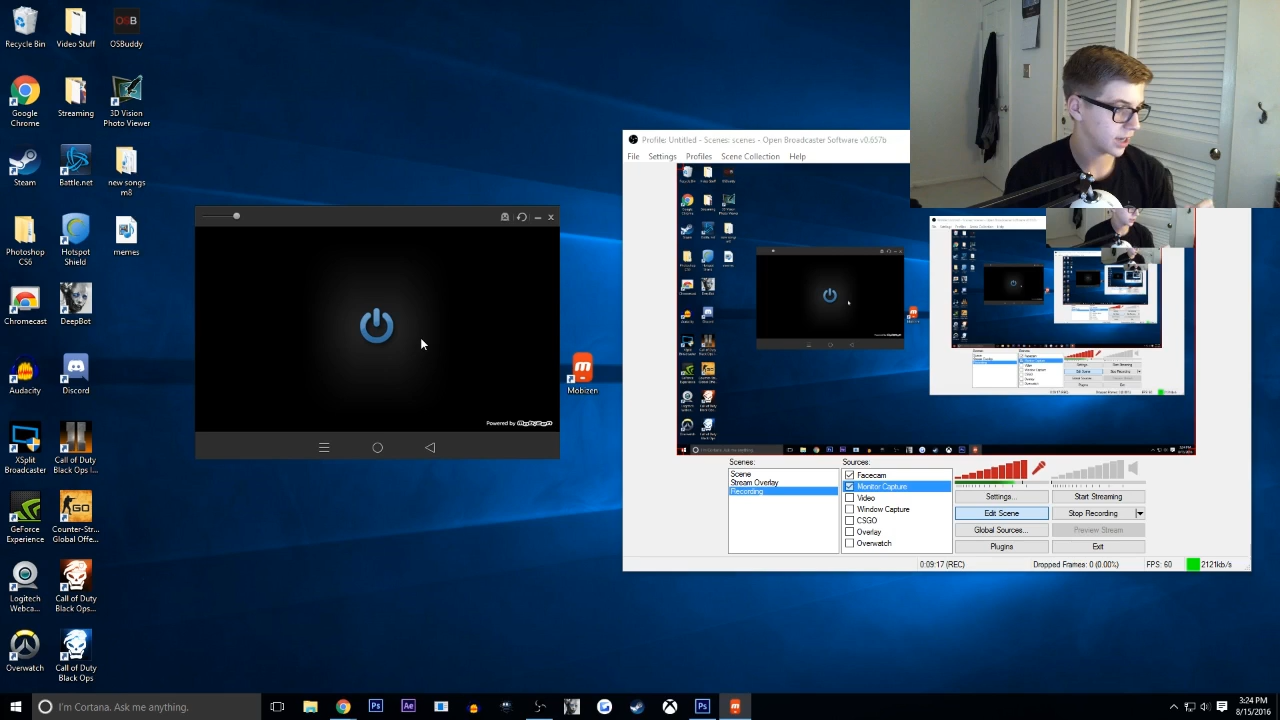 Recycle Bin
Video Stuff
OSBuddy
Google Chrome
Streaming
3D Vision Photo Viewer
Battle.net
new songs m8
Photoshop CS6
Hotspot Shield
memes
Chromecast
DeepBot
Audacity
Discord
XSplit Broadcaster
Call of Duty Black Ops I...
GeForce Experience
Counter-Str... Global Offe...
Logitech Webca...
Call of Duty Black Ops...
Overwatch
Call of Duty Black Ops
Powered by
Mobizen
Profile: Untitled - Scenes: scenes - Open Broadcaster Software v0.657b
File Settings Profiles Scene Collection Help
Scenes:
Scene
Stream Overlay
Recording
Sources:
Facecam
Monitor Capture
Video
Window Capture
CSGO
Overlay
Overwatch
Settings...
Start Streaming
Edit Scene
Stop Recording
Global Sources...
Preview Stream
Plugins
Exit
0:09:17 (REC)
Dropped Frames: 0 (0.00%)
FPS: 60
2121kb/s
I'm Cortana. Ask me anything.
3:24 PM
8/15/2016